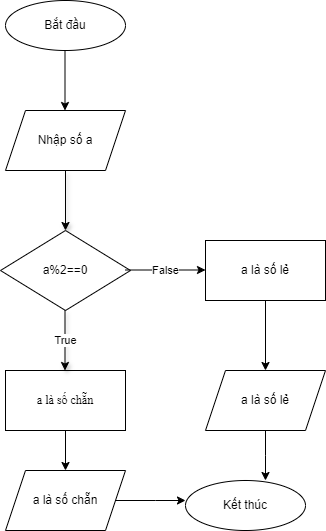 Bắt đầu
Nhập số a
a%2==0
False
a là số lẻ
True
a là số chẵn
a là số lẻ
a là số chẵn
Kết thúc